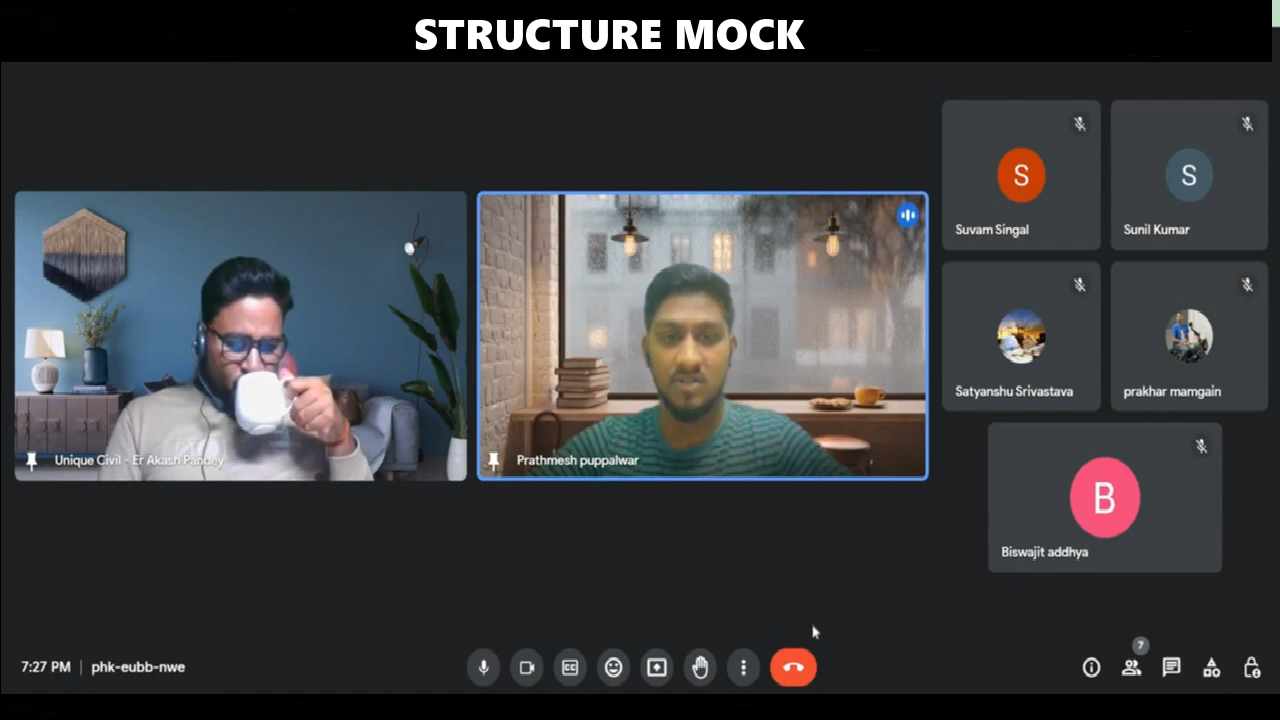 STRUCTURE MOCK
S
Suvam Singal
S
Sunil Kumar
Satyanshu Srivastava
prakhar mamgain
Unique Civil - Er Akash Pandey
Prathmesh puppalwar
B
Biswajit addhya
7:27 PM | phk-eubb-nwe
CC
7